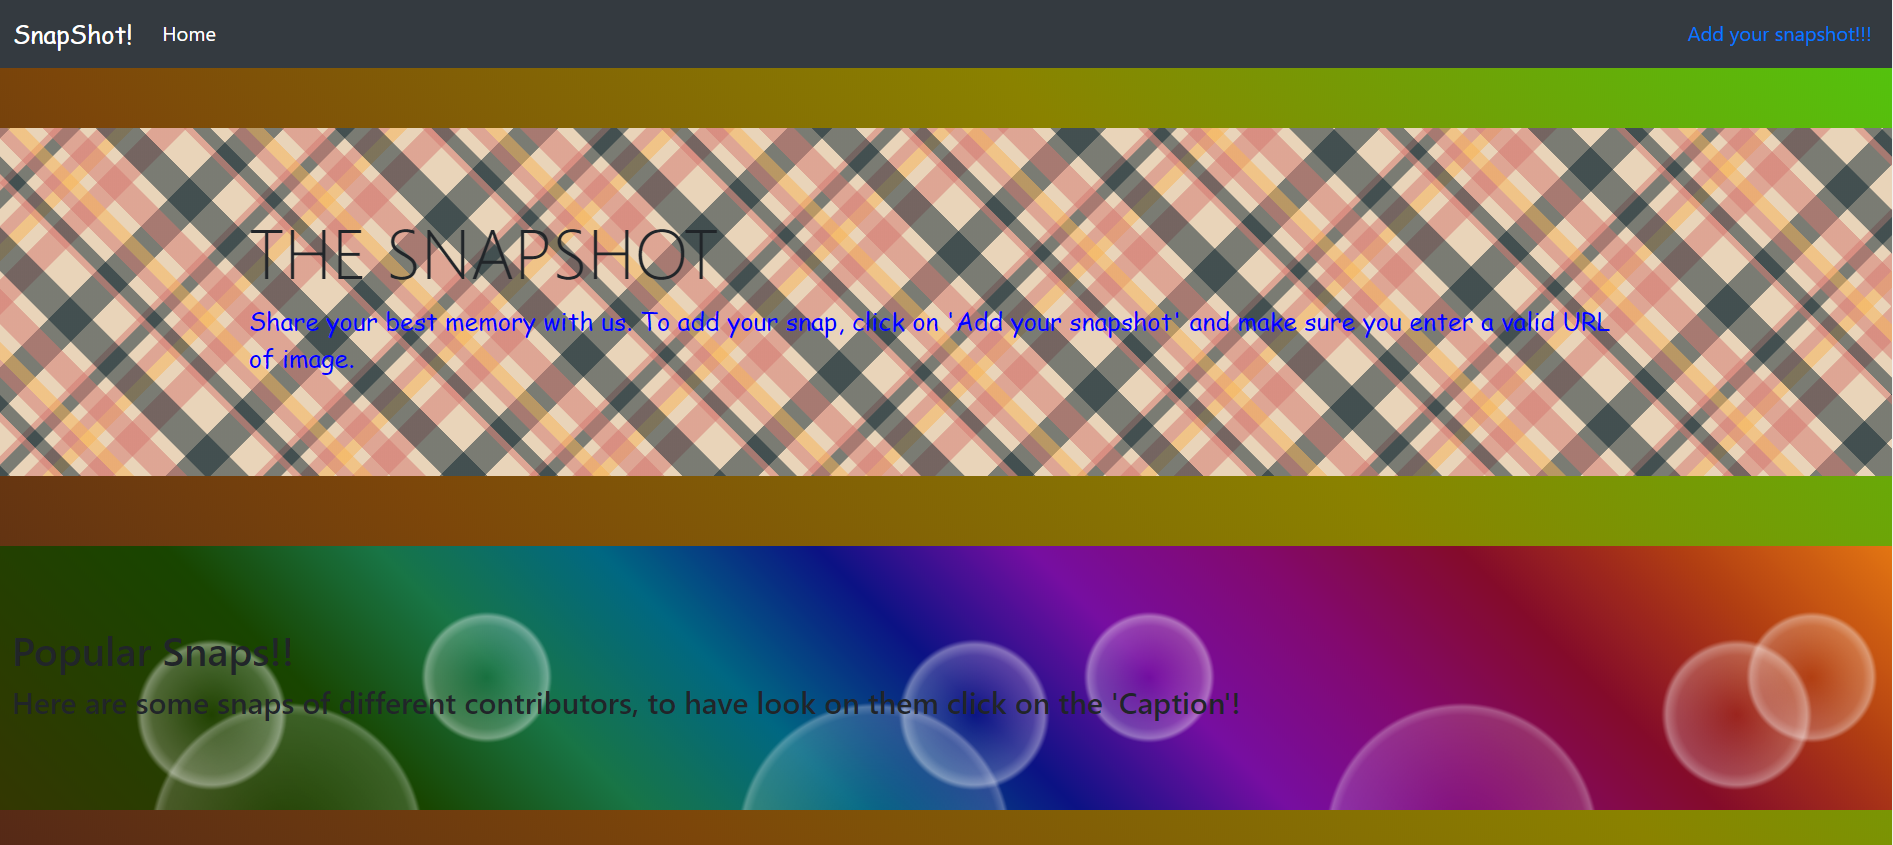 SnapShot! Home Add your snapshot!!!
THE SNAPSHOT
Share your best memory with us. To add your snap, click on 'Add your snapshot' and make sure you enter a valid URL
of image.
Popular Snaps!!
Here are some snaps of different contributors, to have look on them click on the 'Caption'!